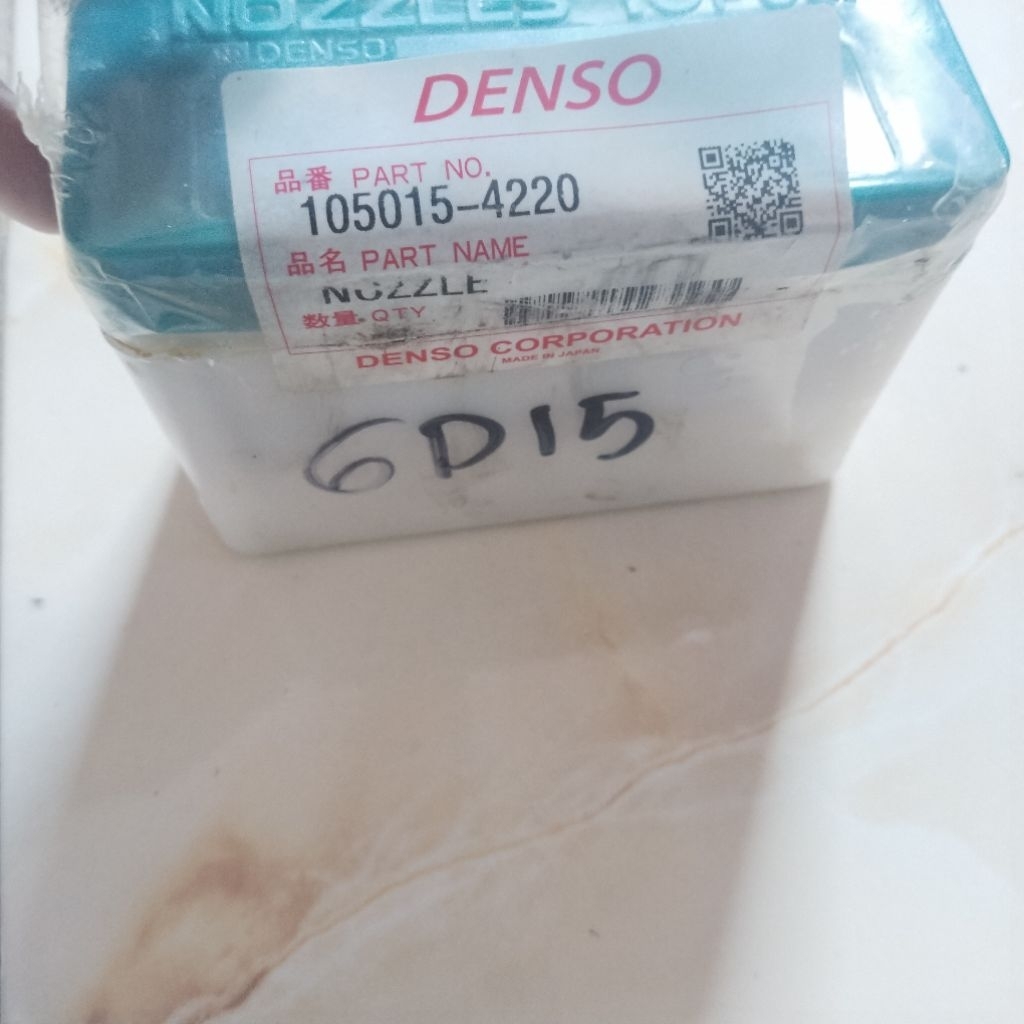 NOZZLES
DENSO
DENSO
品番 PART NO.
105015-4220
品名 PART NAME
NOZZLE
数量 QTY
DENSO CORPORATION
MADE IN JAPAN
6D15